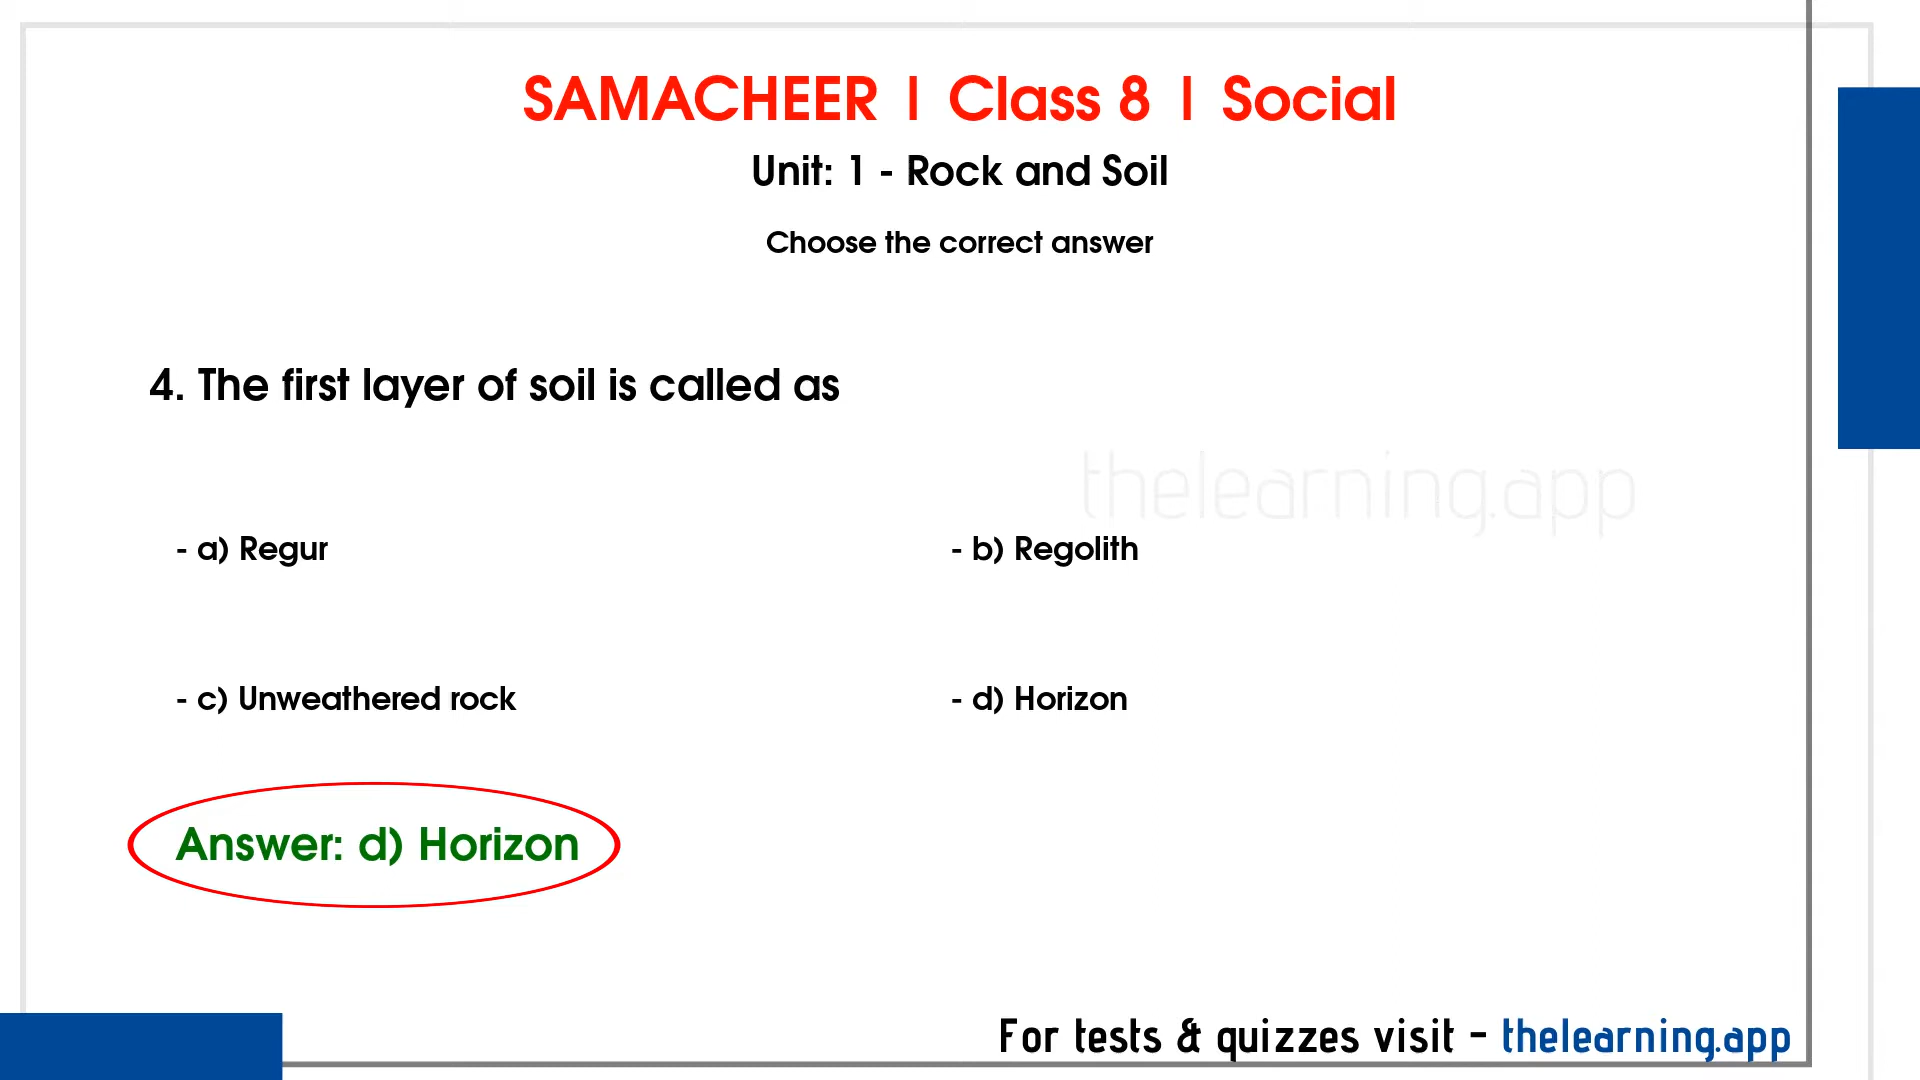 SAMACHEER | Class 8 | Social
Unit: 1 - Rock and Soil
Choose the correct answer
4. The first layer of soil is called as
thelearning.app
- a) Regur
- b) Regolith
- c) Unweathered rock
- d) Horizon
Answer: d) Horizon
For tests & quizzes visit - thelearning.app